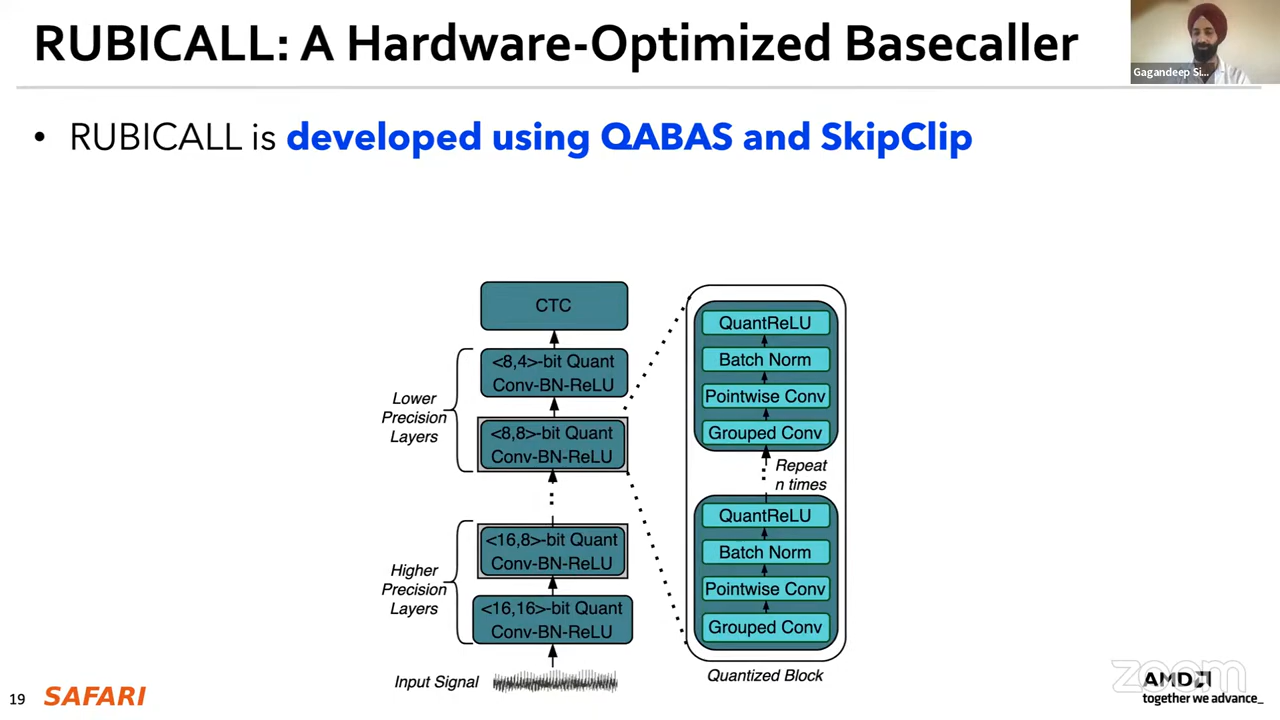 RUBICALL: A Hardware-Optimized Basecaller
Gagandeep Si...
• RUBICALL is developed using QABAS and SkipClip
CTC
<8,4>-bit Quant
Conv-BN-ReLU
<8,8>-bit Quant
Conv-BN-ReLU
Lower
Precision
Layers
<16,8>-bit Quant
Conv-BN-ReLU
<16,16>-bit Quant
Conv-BN-ReLU
Higher
Precision
Layers
Input Signal
QuantReLU
Batch Norm
Pointwise Conv
Grouped Conv
Repeat
n times
QuantReLU
Batch Norm
Pointwise Conv
Grouped Conv
Quantized Block
19
SAFARI
zoom
AMD
together we advance_